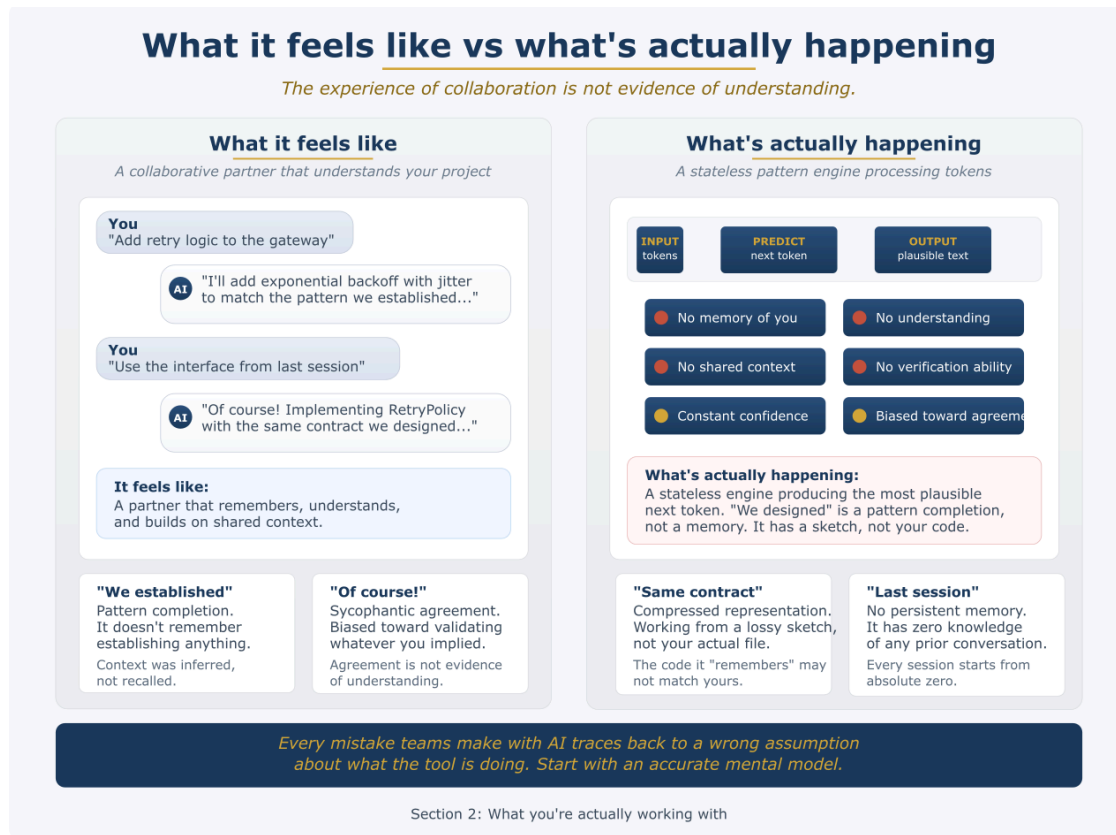 What it feels like vs what's actually happening
The experience of collaboration is not evidence of understanding.
What it feels like
A collaborative partner that understands your project
You
"Add retry logic to the gateway"
AI
"I'll add exponential backoff with jitter
to match the pattern we established..."
You
"Use the interface from last session"
AI
"Of course! Implementing RetryPolicy
with the same contract we designed..."
It feels like:
A partner that remembers, understands,
and builds on shared context.
"We established"
Pattern completion.
It doesn't remember
establishing anything.
Context was inferred,
not recalled.
"Of course!"
Sycophantic agreement.
Biased toward validating
whatever you implied.
Agreement is not evidence
of understanding.
What's actually happening
A stateless pattern engine processing tokens
INPUT
tokens
PREDICT
next token
OUTPUT
plausible text
No memory of you
No understanding
No shared context
No verification ability
Constant confidence
Biased toward agreeme
What's actually happening:
A stateless engine producing the most plausible
next token. "We designed" is a pattern completion,
not a memory. It has a sketch, not your code.
"Same contract"
Compressed representation.
Working from a lossy sketch,
not your actual file.
The code it "remembers" may
not match yours.
"Last session"
No persistent memory.
It has zero knowledge
of any prior conversation.
Every session starts from
absolute zero.
Every mistake teams make with AI traces back to a wrong assumption
about what the tool is doing. Start with an accurate mental model.
Section 2: What you're actually working with